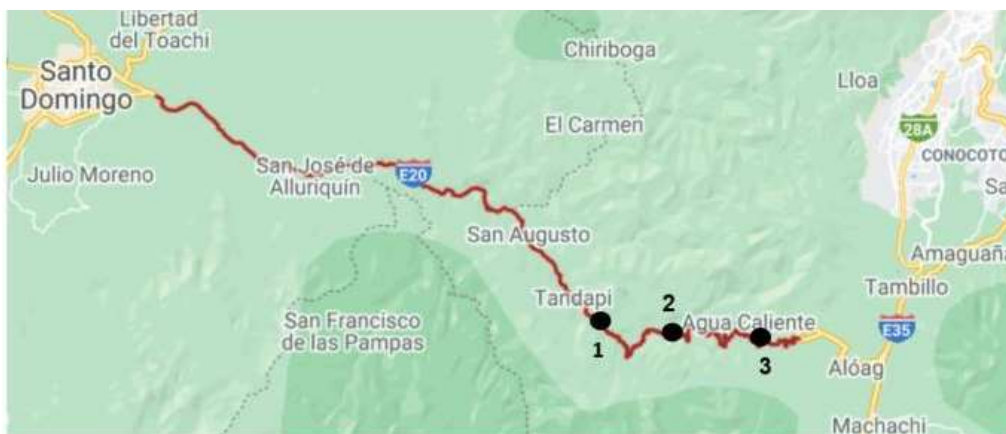 Libertad
del Toachi
Santo
Domingo
Chiriboga
Lloa
El Carmen
28A
CONOCOTO
Julio Moreno
San José de
Alluriquín
E20
Sa
San Augusto
Amaguaña
Tandapi
Tambillo
2
Agua Caliente
San Francisco
de las Pampas
1
3
E35
Alóag
Machachi